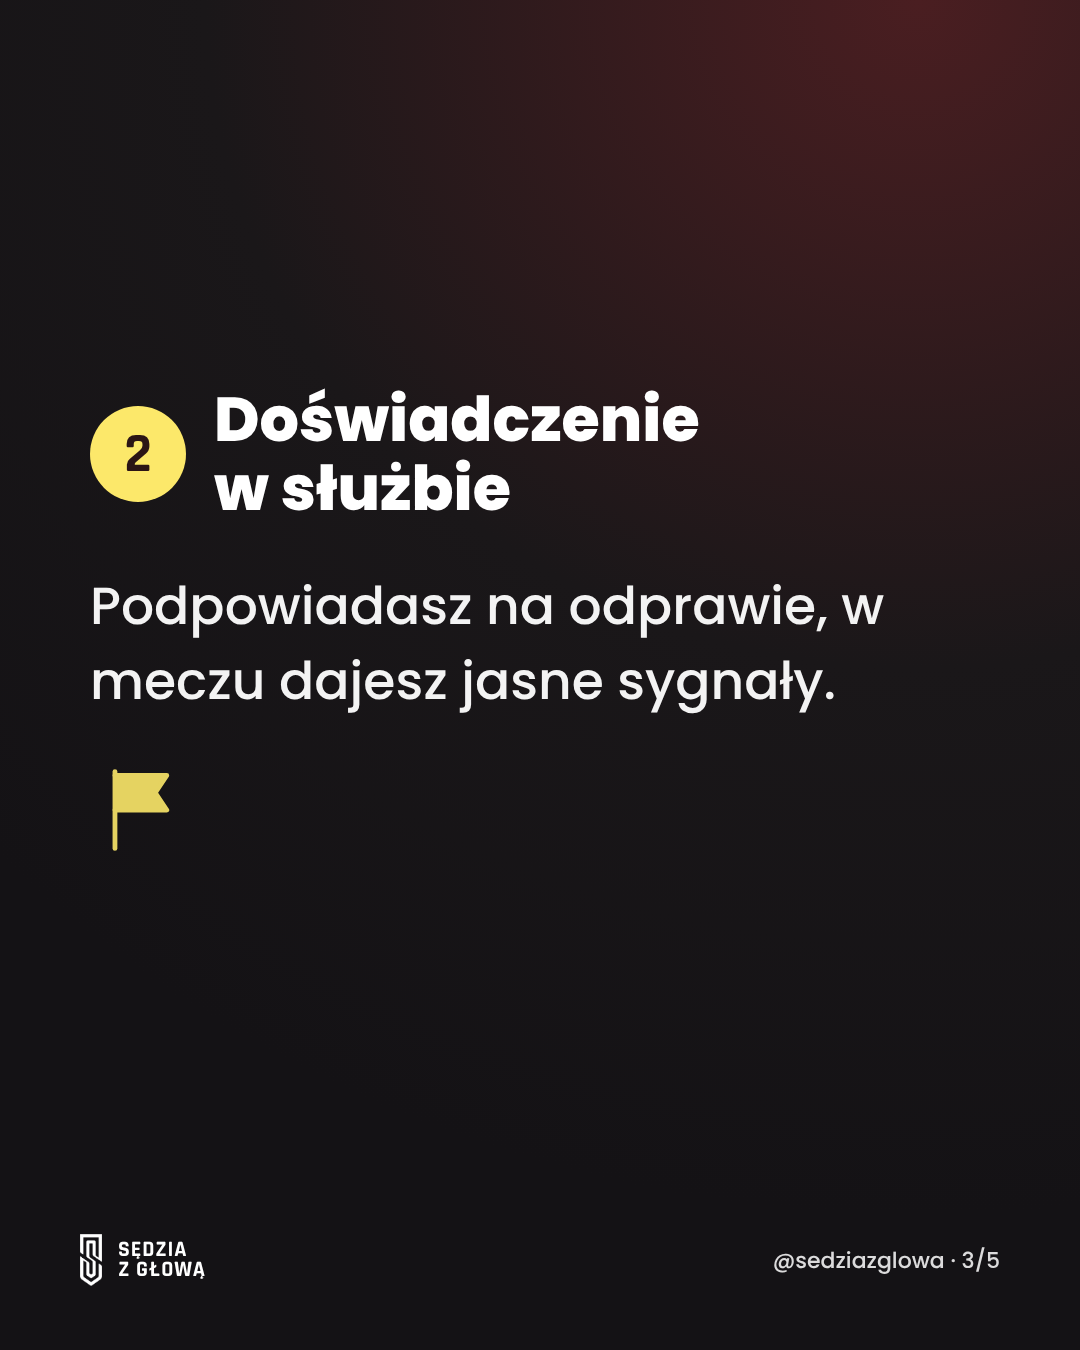 2
Doświadczenie
w służbie
Podpowiadasz na odprawie, w
meczu dajesz jasne sygnały.
SĘDZIA
Z GŁOWĄ
@sedziazglowa · 3/5